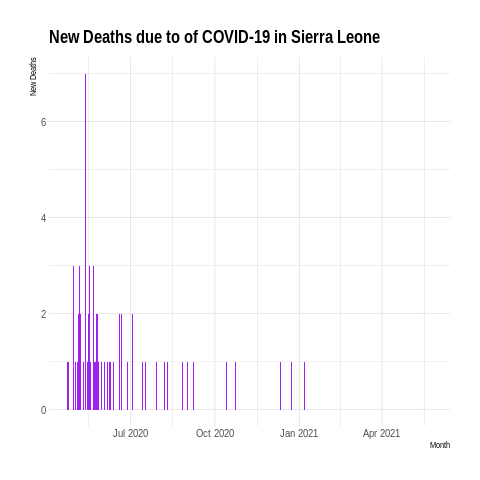 New Deaths due to of COVID-19 in Sierra Leone
New Deaths
6
4
2
0
Jul 2020 Oct 2020 Jan 2021 Apr 2021
Month